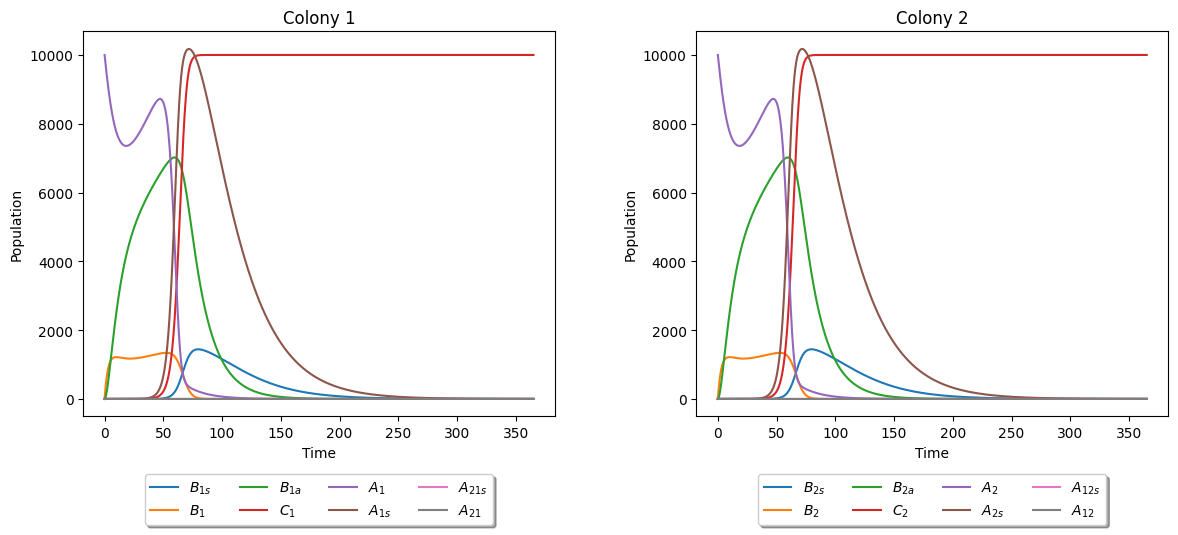 Colony 1
Colony 2
Population
10000
8000
6000
4000
2000
0
0 50 100 150 200 250 300 350
Time
B1s B1a A1 A21s
B1 C1 A1s A21
Population
10000
8000
6000
4000
2000
0
0 50 100 150 200 250 300 350
Time
B2s B2a A2 A12s
B2 C2 A2s A12